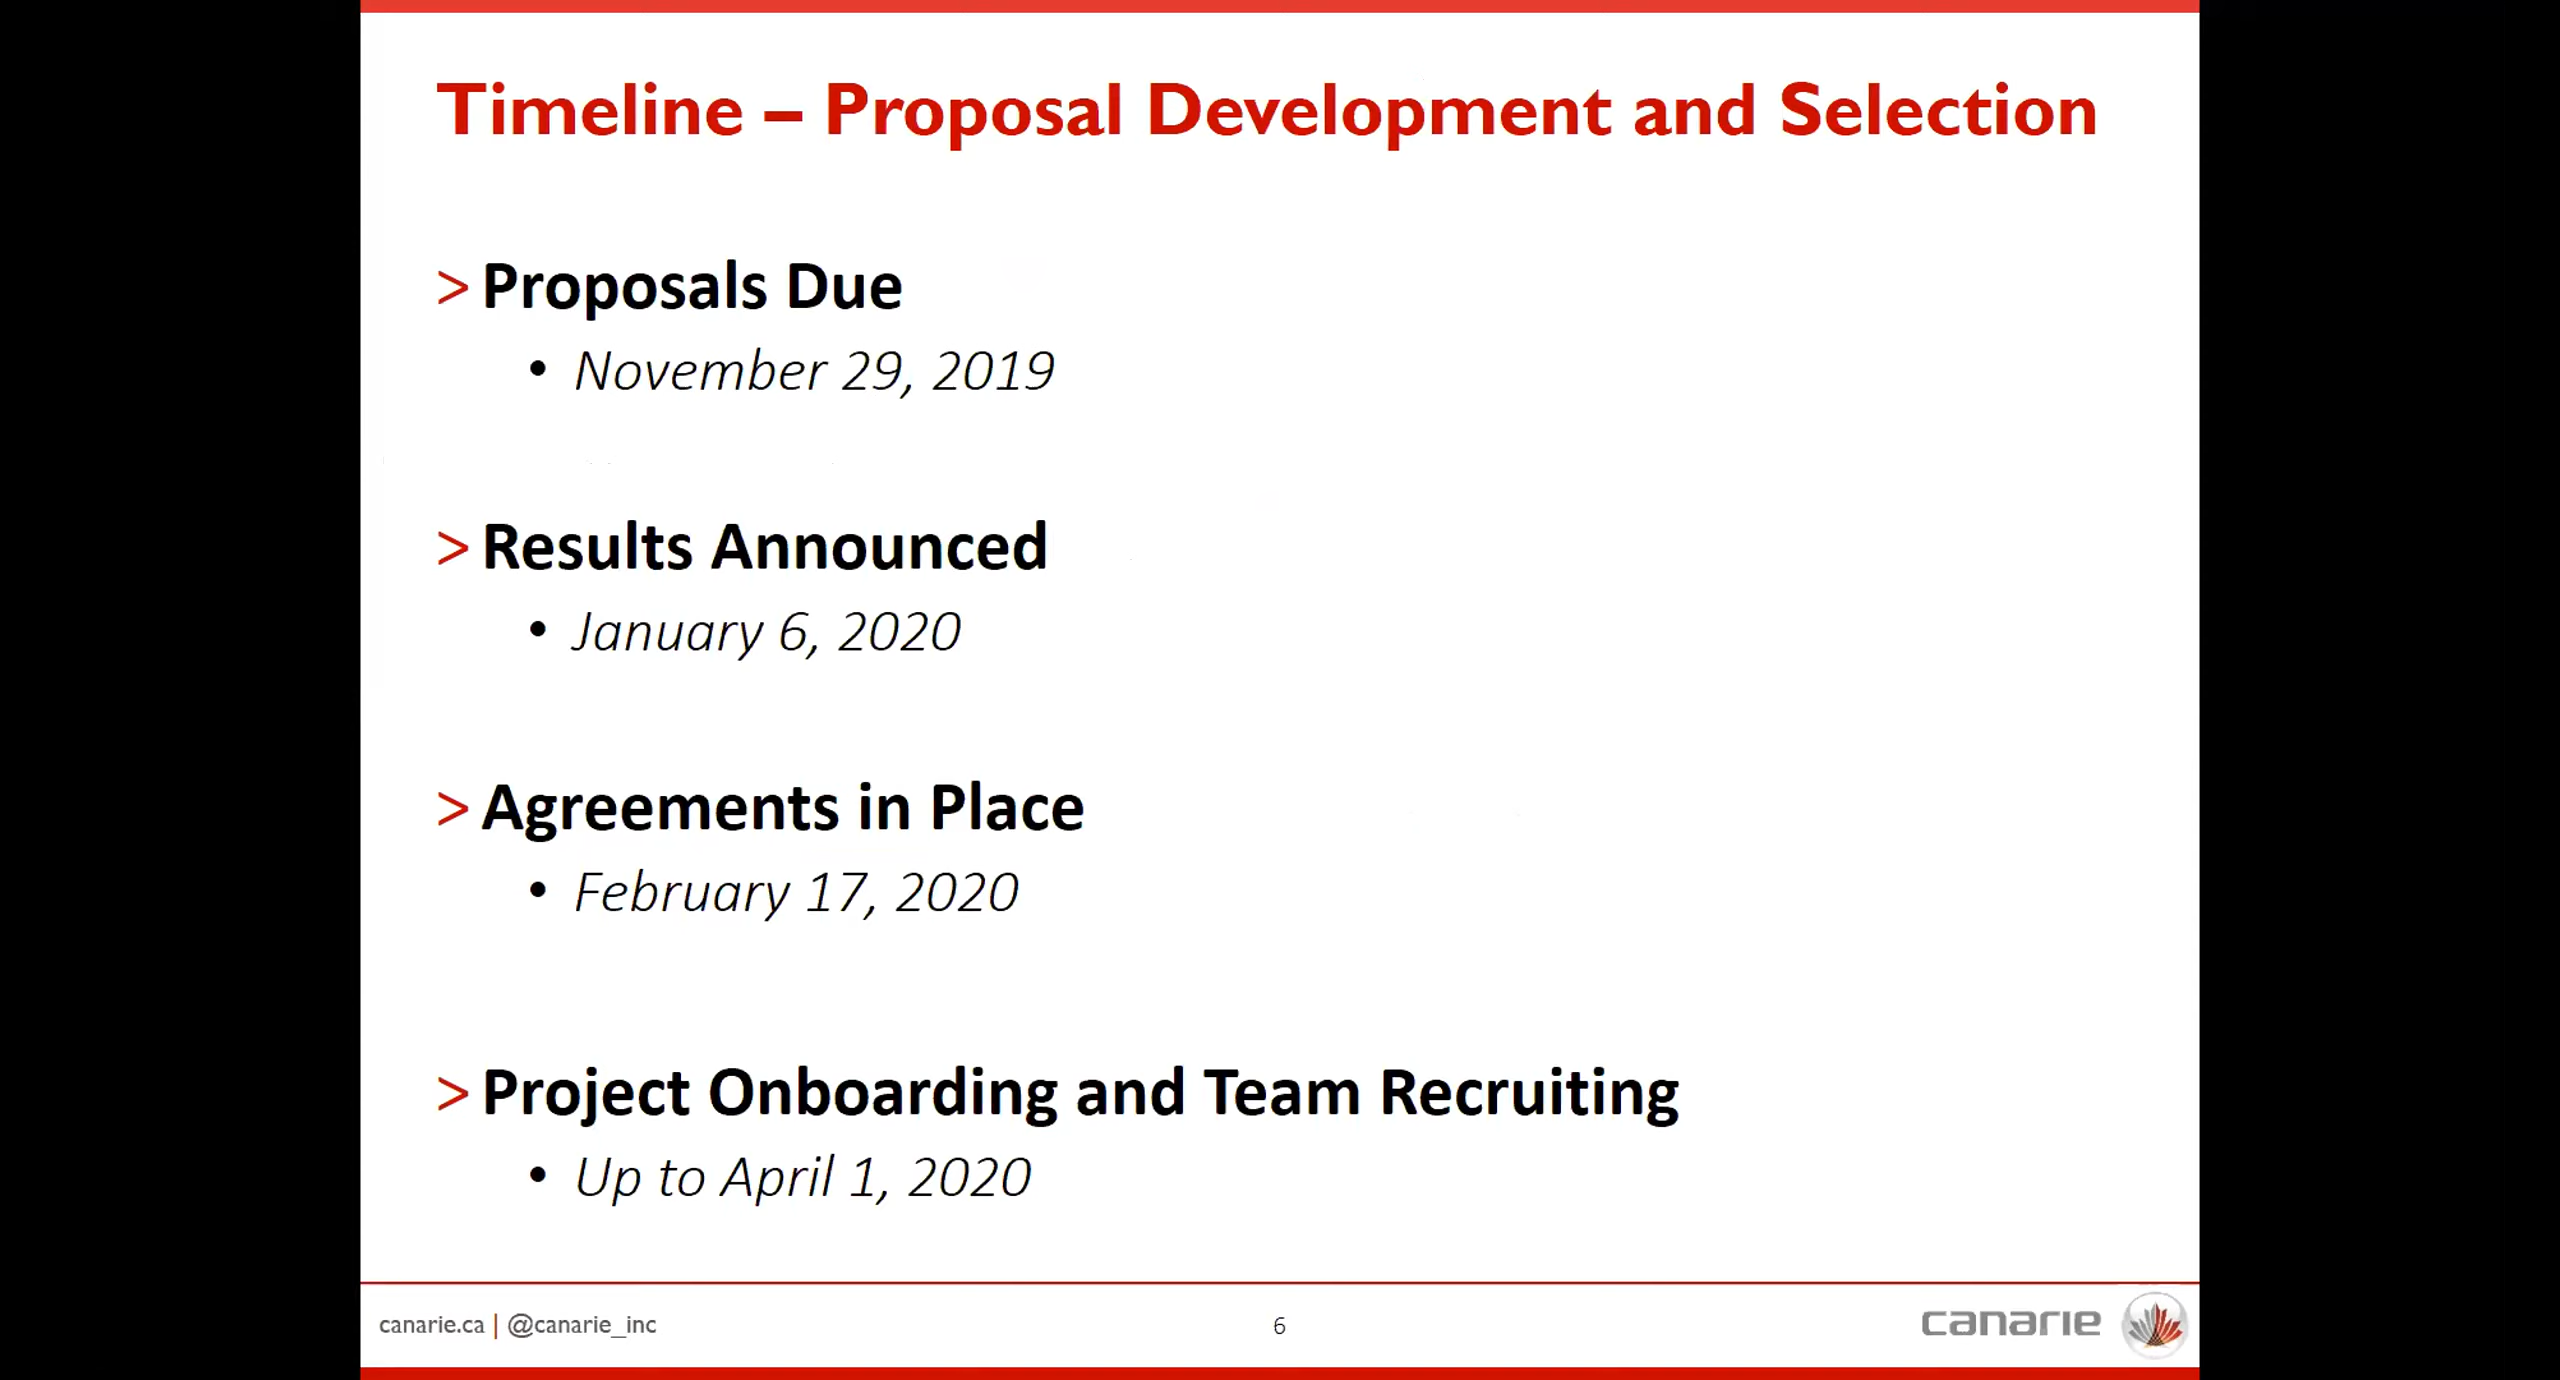 Timeline – Proposal Development and Selection
> Proposals Due
• November 29, 2019
> Results Announced
• January 6, 2020
> Agreements in Place
• February 17, 2020
> Project Onboarding and Team Recruiting
• Up to April 1, 2020
canarie.ca | @canarie_inc
6
canarie